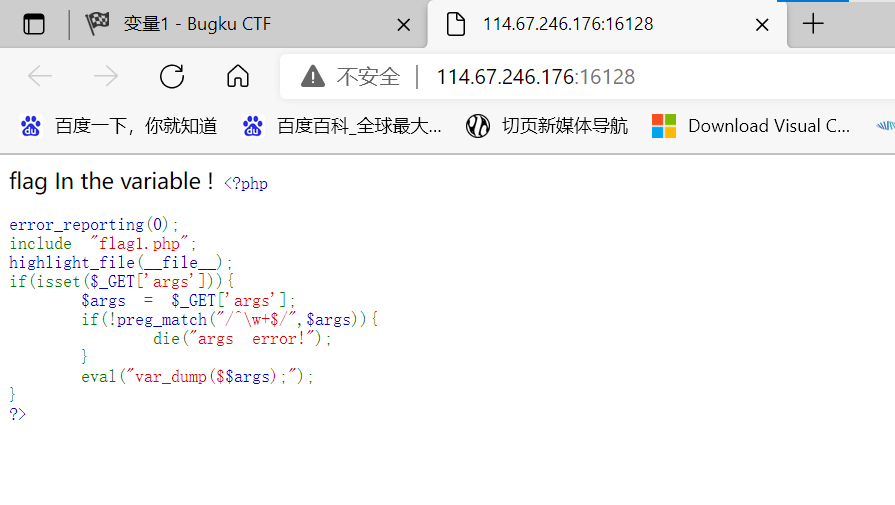 变量1 - Bugku CTF
114.67.246.176:16128
不安全
114.67.246.176:16128
百度一下，你就知道
百度百科_全球最大...
切页新媒体导航
Download Visual C...
flag In the variable ! <?php
error_reporting(0);
include "flag1.php";
highlight_file(__file__);
if(isset($_GET['args'])){
$args = $_GET['args'];
if(!preg_match("/^\w+$/",$args)){
die("args error!");
}
eval("var_dump($$args);");
}
?>